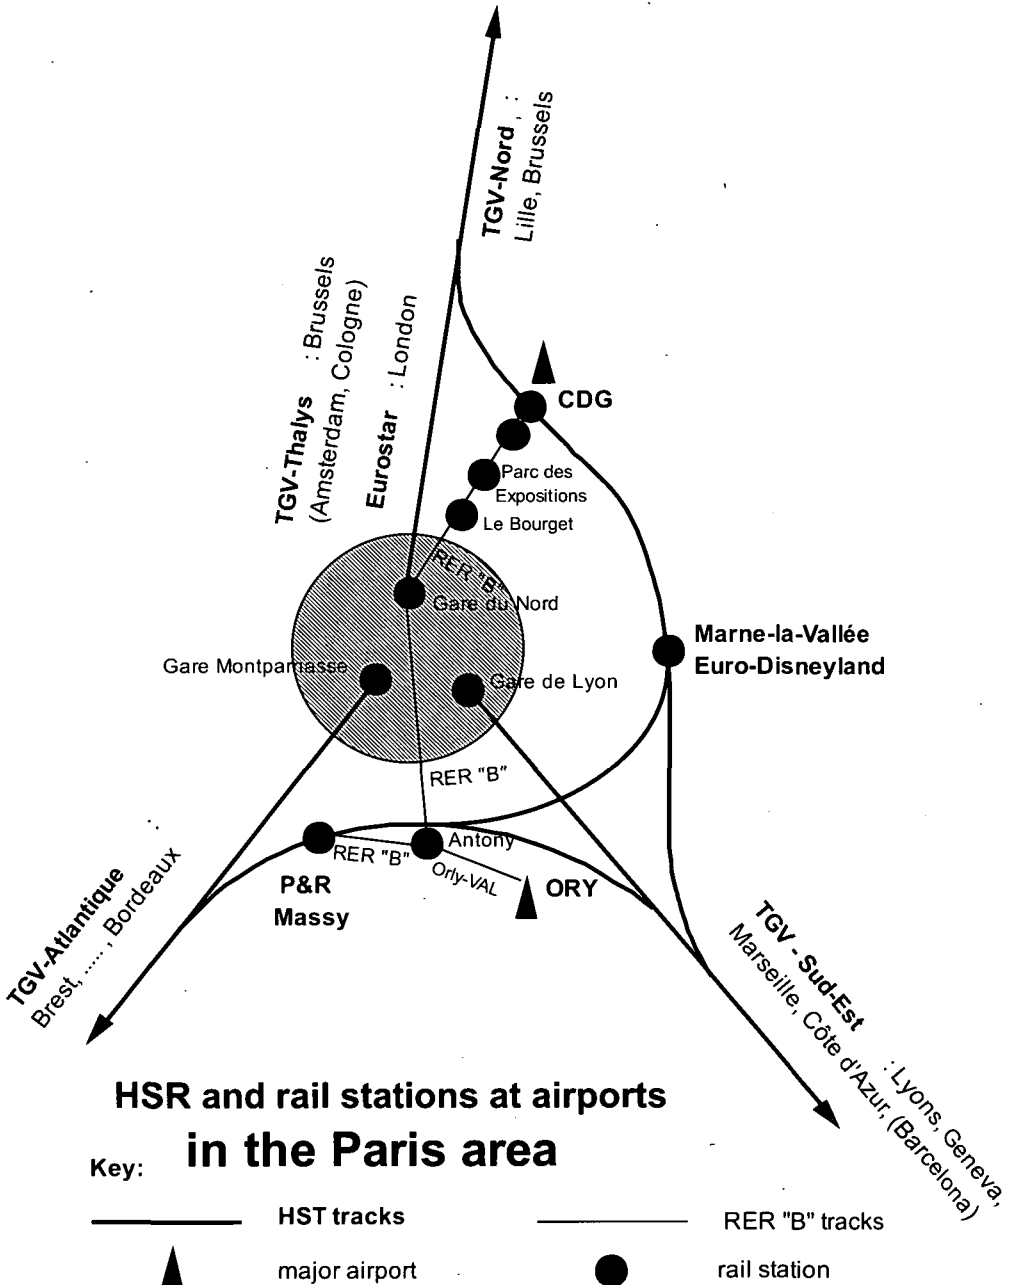 TGV-Nord , :
Lille, Brussels
TGV-Thalys : Brussels
(Amsterdam, Cologne)
Eurostar : London
CDG
Parc des
Expositions
Le Bourget
RER "B"
Gare du Nord
Marne-la-Vallée
Euro-Disneyland
Gare Montparnasse
Gare de Lyon
RER "B"
Antony
RER "B"
Orly-VAL
ORY
P&R
Massy
TGV-Atlantique
Brest, ..... , Bordeaux
TGV - Sud-Est : Lyons, Geneva,
Marseille, Côte d'Azur, (Barcelona)
HSR and rail stations at airports
in the Paris area
Key:
HST tracks
RER "B" tracks
major airport
rail station